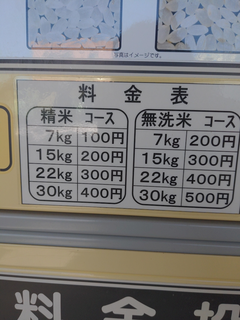 写真はイメージです。
料金表
精米 コース
7kg 100円
15kg 200円
22kg 300円
30kg 400円
無洗米 コース
7kg 200円
15kg 300円
22kg 400円
30kg 500円
料金投